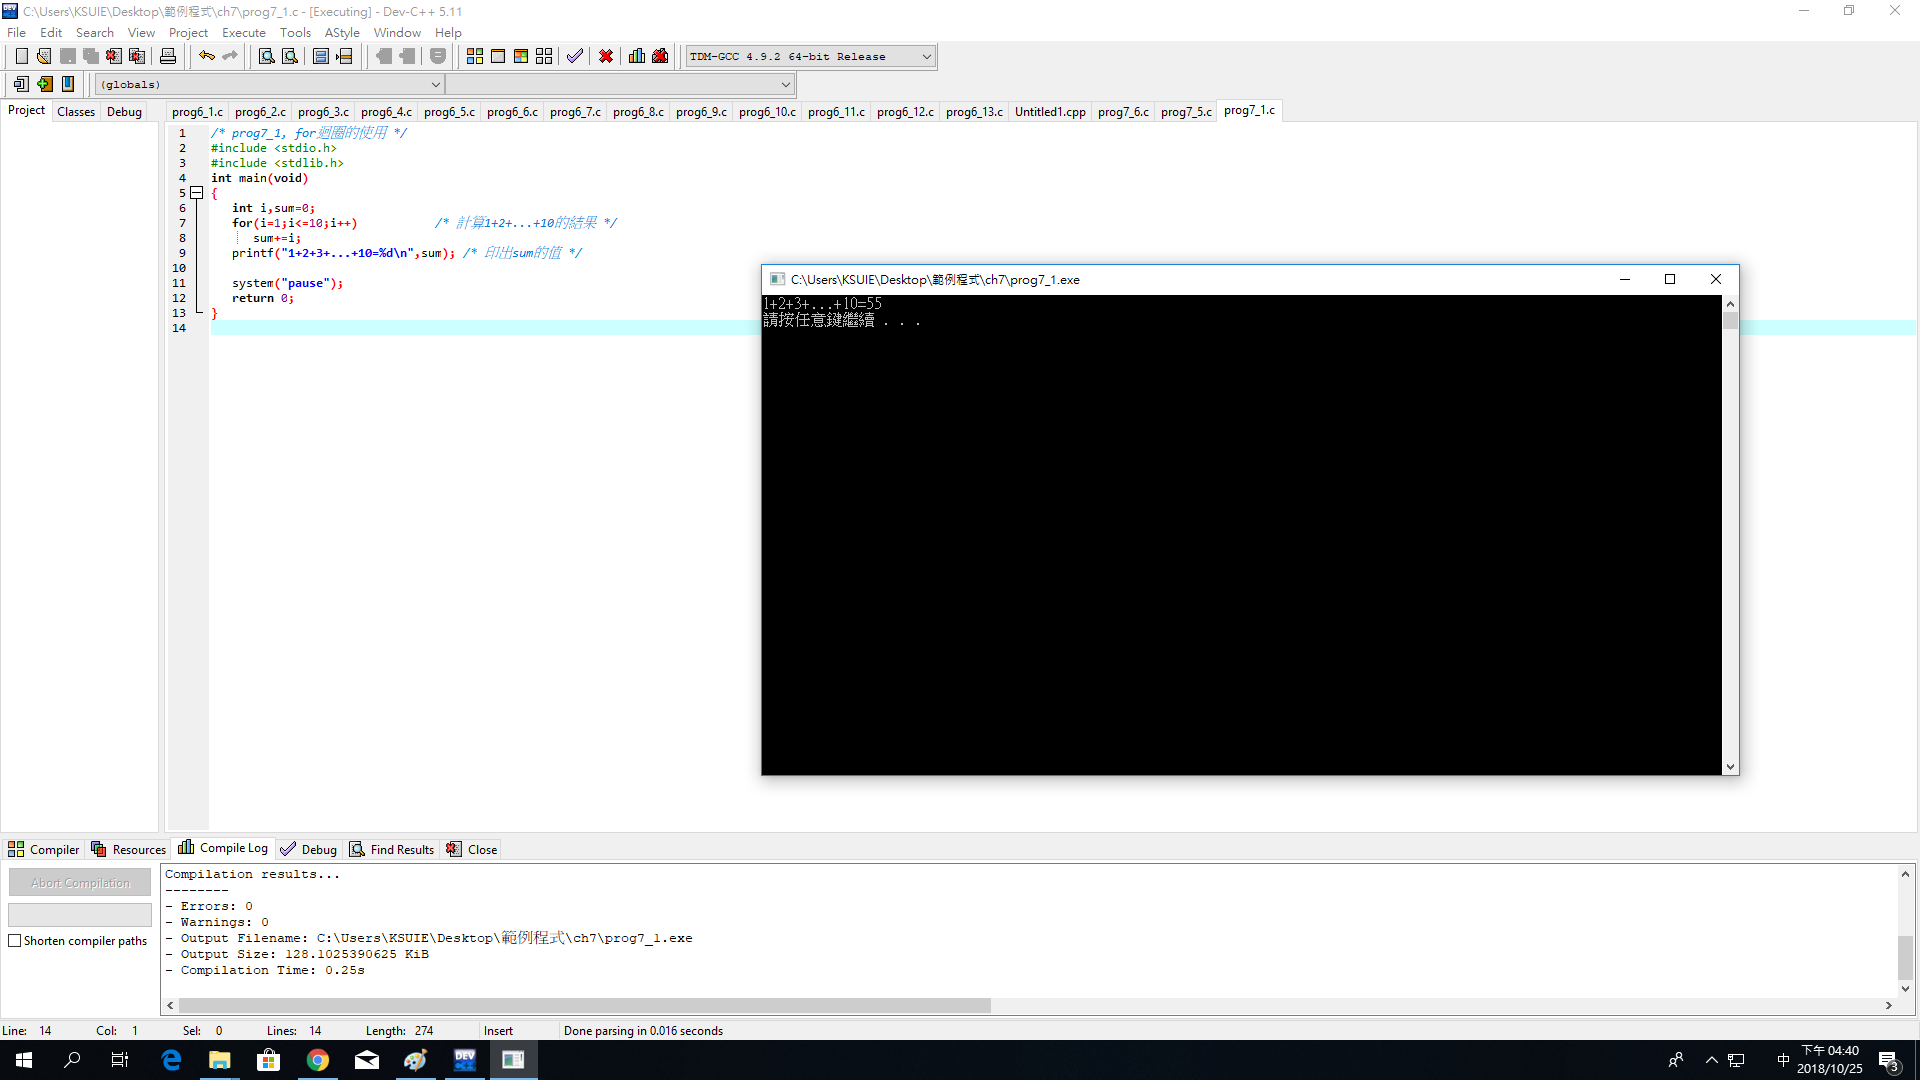 C:\Users\KSUIE\Desktop\範例程式\ch7\prog7_1.c - [Executing] - Dev-C++ 5.11
File Edit Search View Project Execute Tools AStyle Window Help
TDM-GCC 4.9.2 64-bit Release
(globals)
Project Classes Debug prog6_1.c prog6_2.c prog6_3.c prog6_4.c prog6_5.c prog6_6.c prog6_7.c prog6_8.c prog6_9.c prog6_10.c prog6_11.c prog6_12.c prog6_13.c Untitled1.cpp prog7_6.c prog7_5.c prog7_1.c
1 /* prog7_1, for迴圈的使用 */
2 #include <stdio.h>
3 #include <stdlib.h>
4 int main(void)
5 {
6 int i,sum=0;
7 for(i=1;i<=10;i++) /* 計算1+2+...+10的結果 */
8 sum+=i;
9 printf("1+2+3+...+10=%d\n",sum); /* 印出sum的值 */
10
11 system("pause");
12 return 0;
13 }
14
C:\Users\KSUIE\Desktop\範例程式\ch7\prog7_1.exe
1+2+3+...+10=55
請按任意鍵繼續 . . .
Compiler Resources Compile Log Debug Find Results Close
Abort Compilation
Shorten compiler paths
Compilation results...
--------
- Errors: 0
- Warnings: 0
- Output Filename: C:\Users\KSUIE\Desktop\範例程式\ch7\prog7_1.exe
- Output Size: 128.1025390625 KiB
- Compilation Time: 0.25s
Line: 14 Col: 1 Sel: 0 Lines: 14 Length: 274 Insert Done parsing in 0.016 seconds
DEV C++
中
下午 04:40
2018/10/25
3